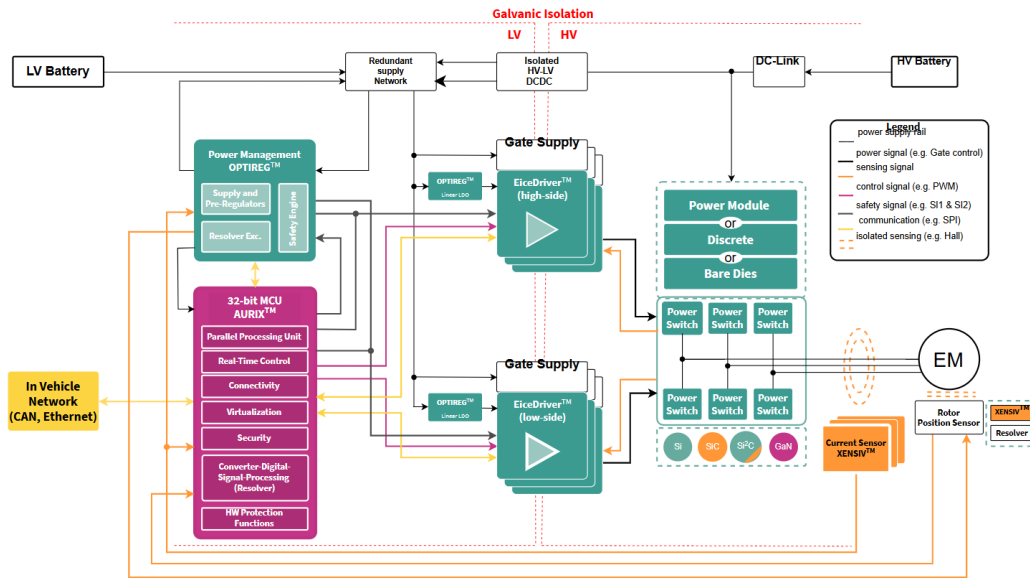 Galvanic Isolation
LV
HV
LV Battery
Redundant
supply
Network
Isolated
HV-LV
DCDC
DC-Link
HV Battery
Legend
power supply rail
power signal (e.g. Gate control)
sensing signal
control signal (e.g. PWM)
safety signal (e.g. SI1 & SI2)
communication (e.g. SPI)
isolated sensing (e.g. Hall)
Power Management
OPTIREG™
Supply and
Pre-Regulators
Resolver Exc.
Safety Engine
Gate Supply
OPTIREG™
Linear LDO
EiceDriver™
(high-side)
Power Module
or
Discrete
or
Bare Dies
32-bit MCU
AURIX™
Parallel Processing Unit
Real-Time Control
Connectivity
Virtualization
Security
Converter-Digital-
Signal-Processing
(Resolver)
HW Protection
Functions
In Vehicle
Network
(CAN, Ethernet)
Gate Supply
OPTIREG™
Linear LDO
EiceDriver™
(low-side)
Power
Switch
Power
Switch
Power
Switch
Power
Switch
Power
Switch
Power
Switch
Si
SiC
Si²C
GaN
EM
Current Sensor
XENSIV™
Rotor
Position Sensor
XENSIV™
Resolver